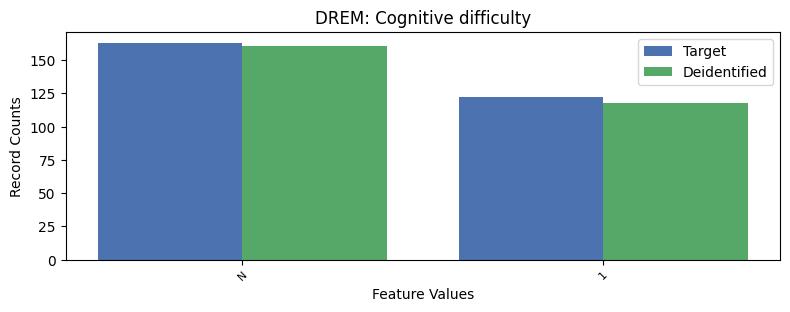 DREM: Cognitive difficulty
Target
Deidentified
Record Counts
150
125
100
75
50
25
0
N
1
Feature Values